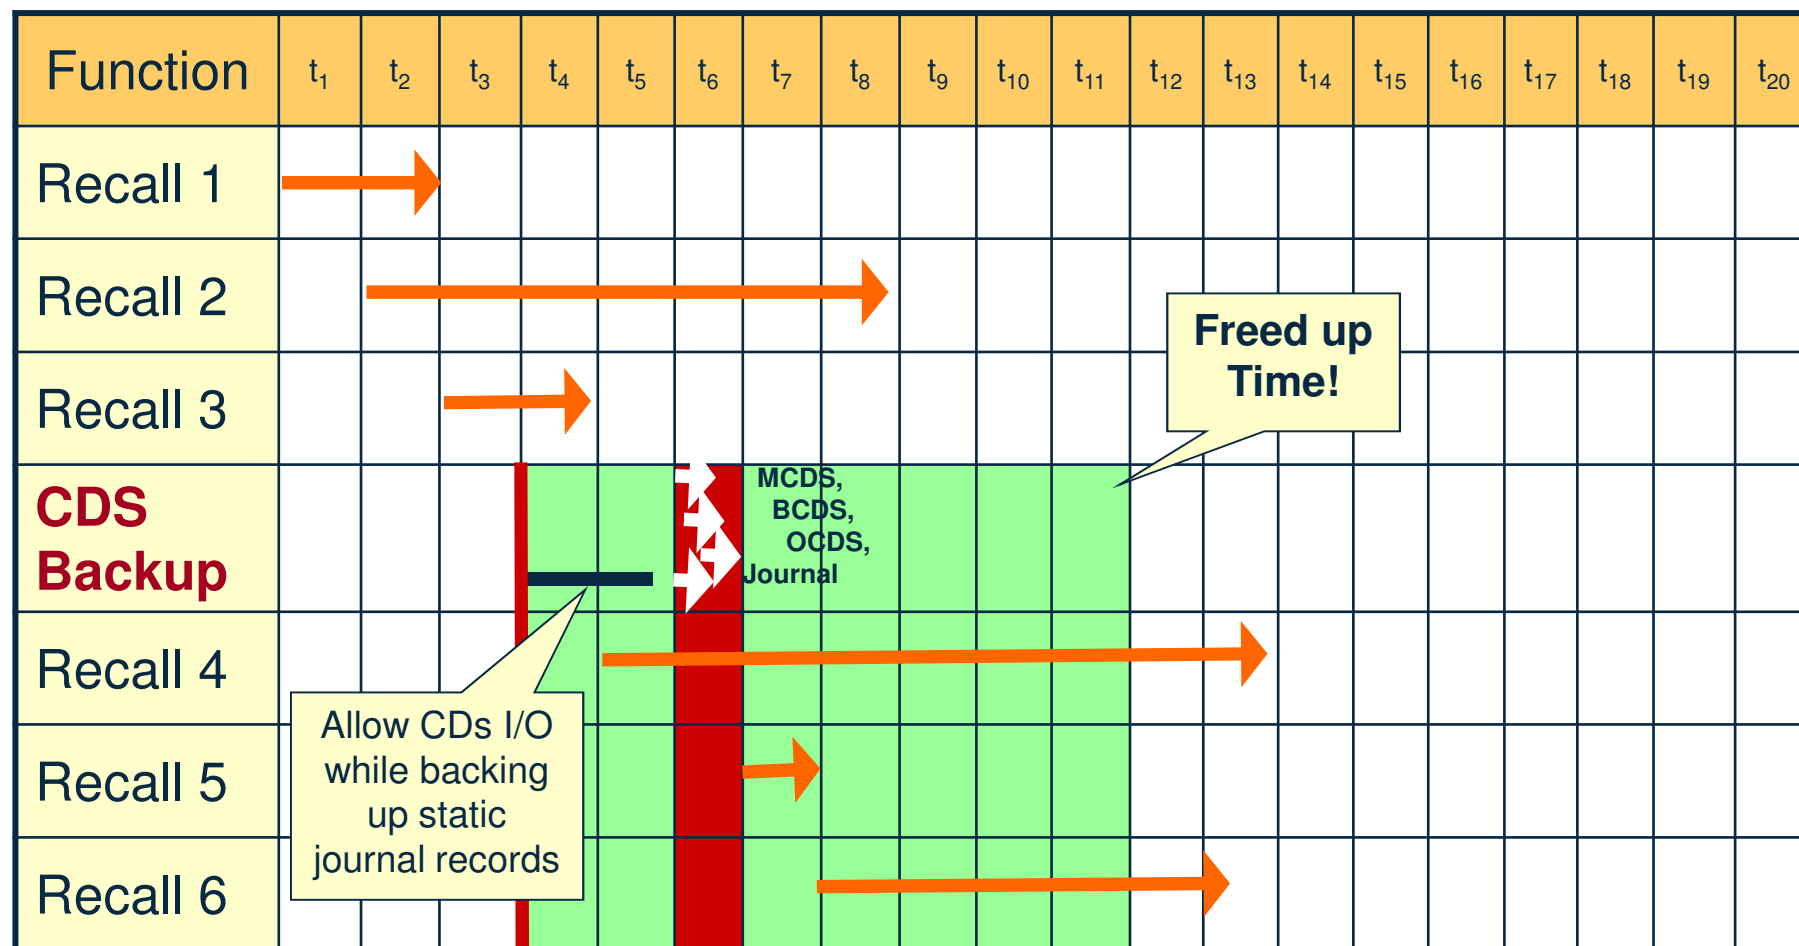 Function t1 t2 t3 t4 t5 t6 t7 t8 t9 t10 t11 t12 t13 t14 t15 t16 t17 t18 t19 t20
Recall 1
Recall 2
Freed up
Time!
Recall 3
CDS
Backup
MCDS,
BCDS,
OCDS,
Journal
Recall 4
Allow CDs I/O
while backing
up static
journal records
Recall 5
Recall 6